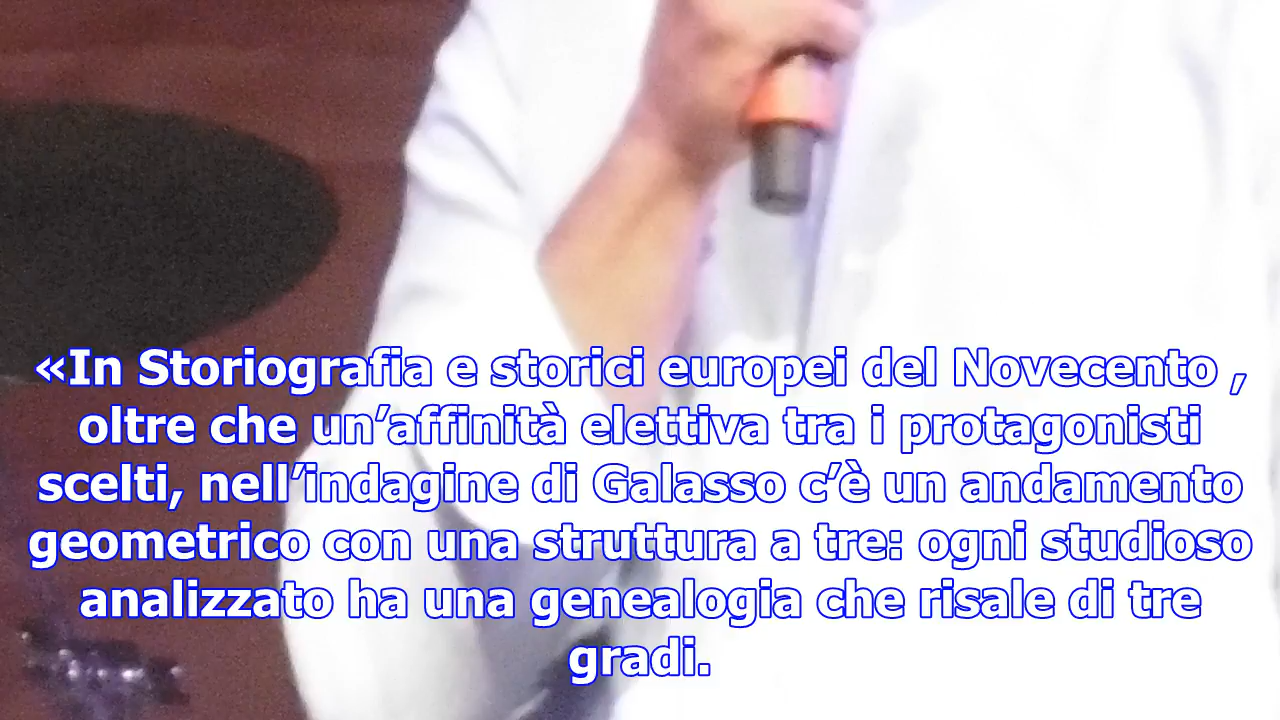 «In Storiografia e storici europei del Novecento ,
oltre che un’affinità elettiva tra i protagonisti
scelti, nell’indagine di Galasso c’è un andamento
geometrico con una struttura a tre: ogni studioso
analizzato ha una genealogia che risale di tre
gradi.